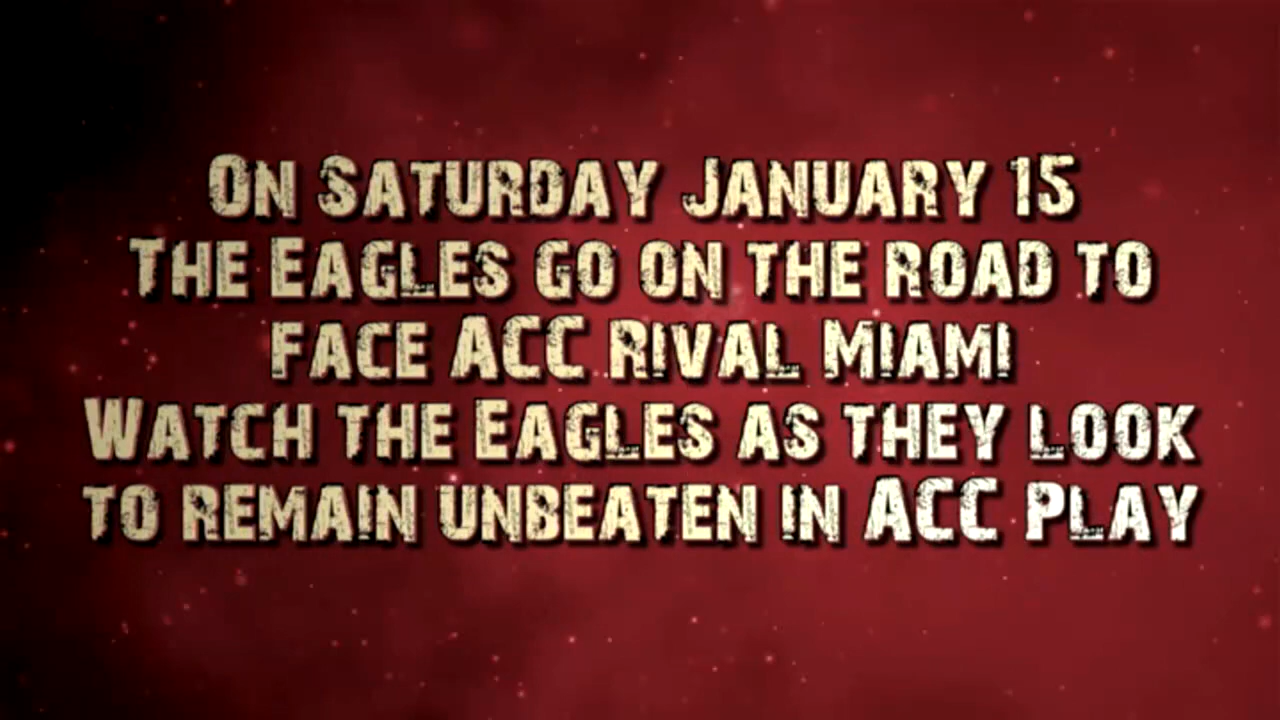 On Saturday January 15
The Eagles go on the road to
face ACC Rival Miami
Watch the Eagles as they look
to remain unbeaten in ACC Play